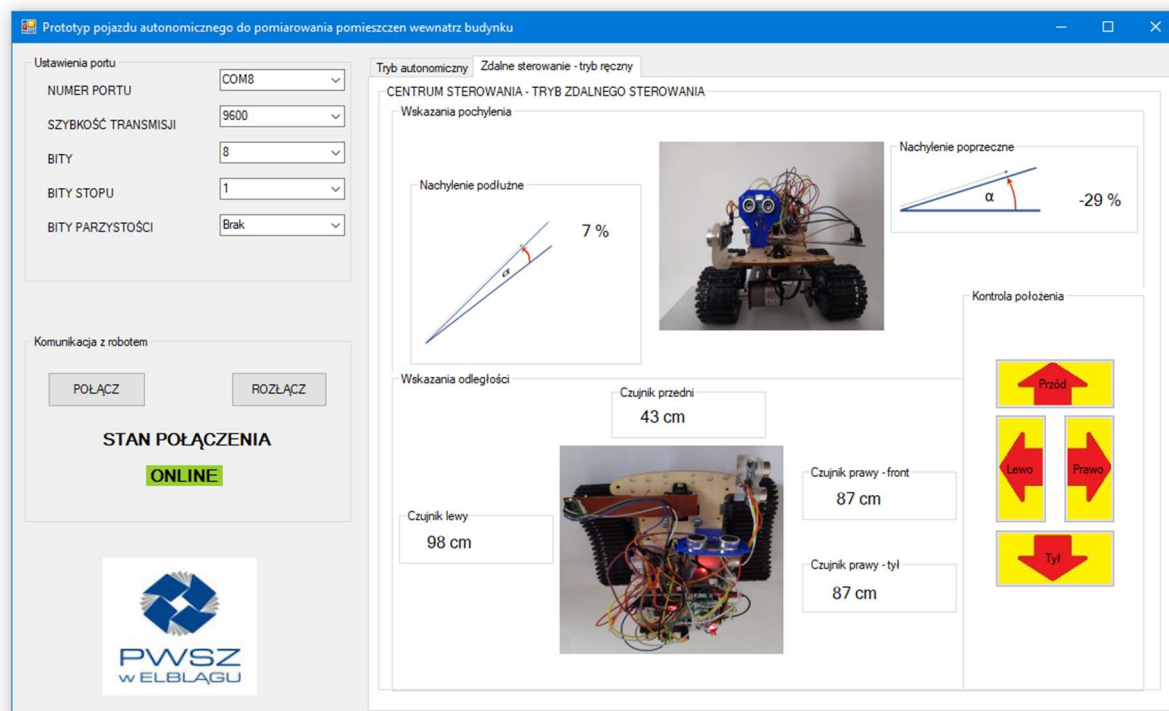 Prototyp pojazdu autonomicznego do pomiarowania pomieszczen wewnatrz budynku
Ustawienia portu
NUMER PORTU COM8
SZYBKOŚĆ TRANSMISJI 9600
BITY 8
BITY STOPU 1
BITY PARZYSTOŚCI Brak
Komunikacja z robotem
POŁĄCZ ROZŁĄCZ
STAN POŁĄCZENIA
ONLINE
PWSZ
W ELBLĄGU
Tryb autonomiczny Zdalne sterowanie - tryb ręczny
CENTRUM STEROWANIA - TRYB ZDALNEGO STEROWANIA
Wskazania pochylenia
Nachylenie podłużne
α
7 %
Nachylenie poprzeczne
α
-29 %
Wskazania odległości
Czujnik przedni
43 cm
Czujnik lewy
98 cm
Czujnik prawy - front
87 cm
Czujnik prawy - tył
87 cm
Kontrola położenia
Przód
Lewo Prawo
Tył